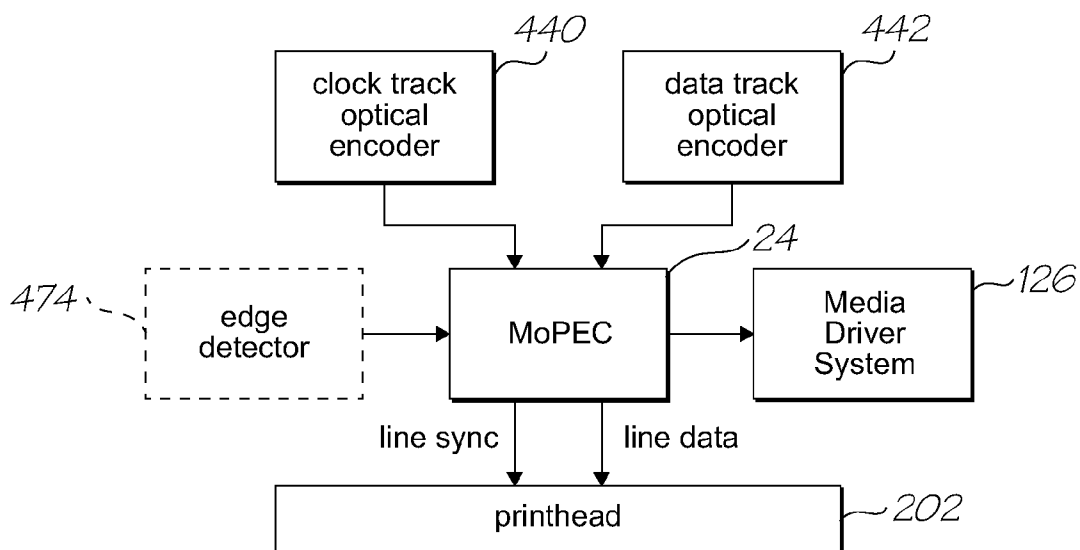 440
442
clock track
optical
encoder
data track
optical
encoder
24
474
edge
detector
MoPEC
Media
Driver
System
126
line sync
line data
printhead
202